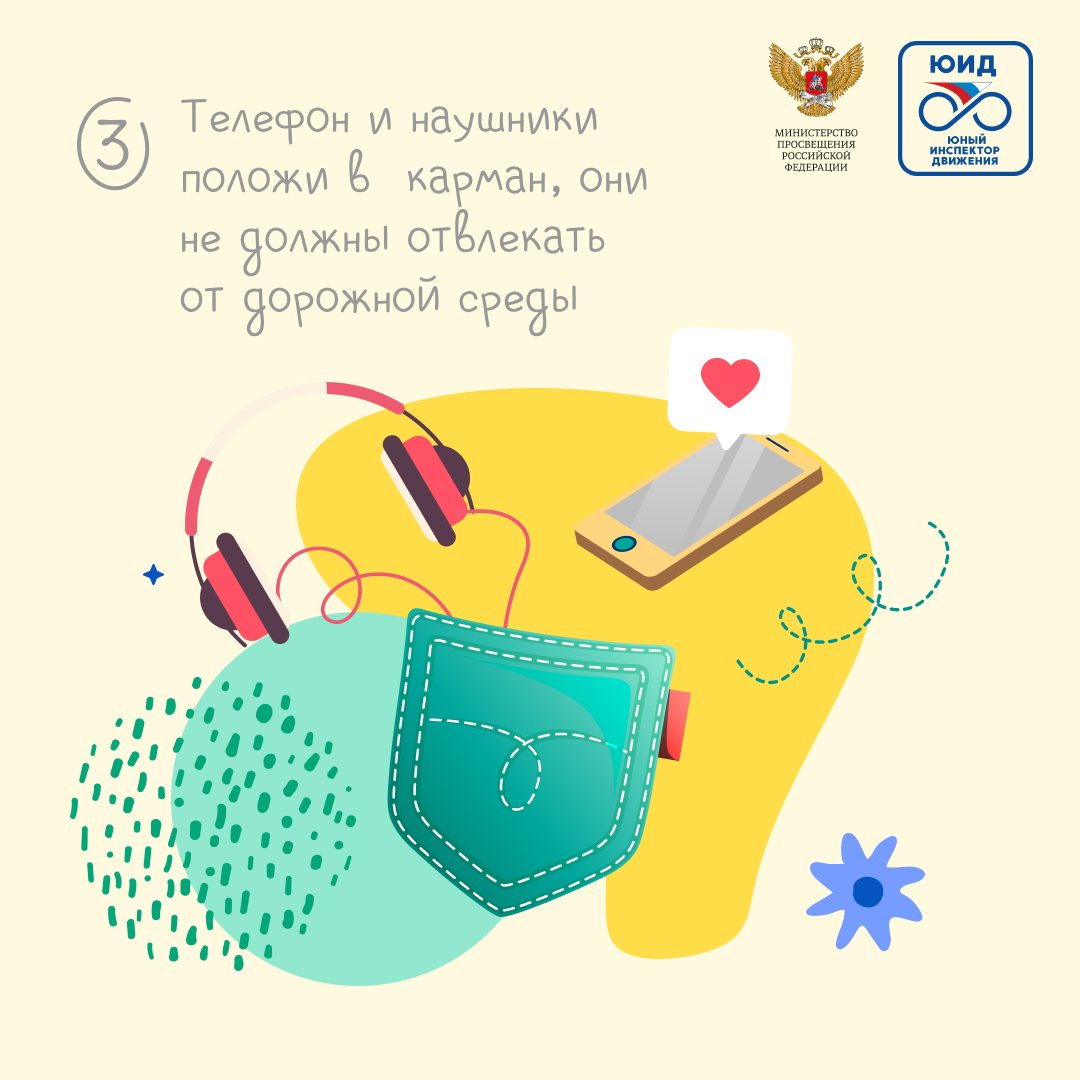 3
Телефон и наушники
положи в карман, они
не должны отвлекать
от дорожной среды
МИНИСТЕРСТВО
ПРОСВЕЩЕНИЯ
РОССИЙСКОЙ
ФЕДЕРАЦИИ
ЮИД
ЮНЫЙ
ИНСПЕКТОР
ДВИЖЕНИЯ